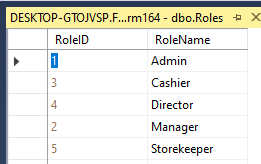 DESKTOP-GTOJVSP.F...rm164 - dbo.Roles
RoleID RoleName
1 Admin
3 Cashier
4 Director
2 Manager
5 Storekeeper